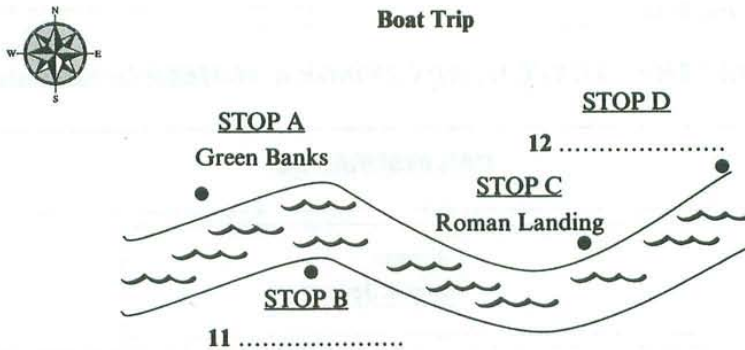 N
Boat Trip
W
E
S
STOP D
STOP A
12 ........................
Green Banks
STOP C
Roman Landing
STOP B
11 ........................